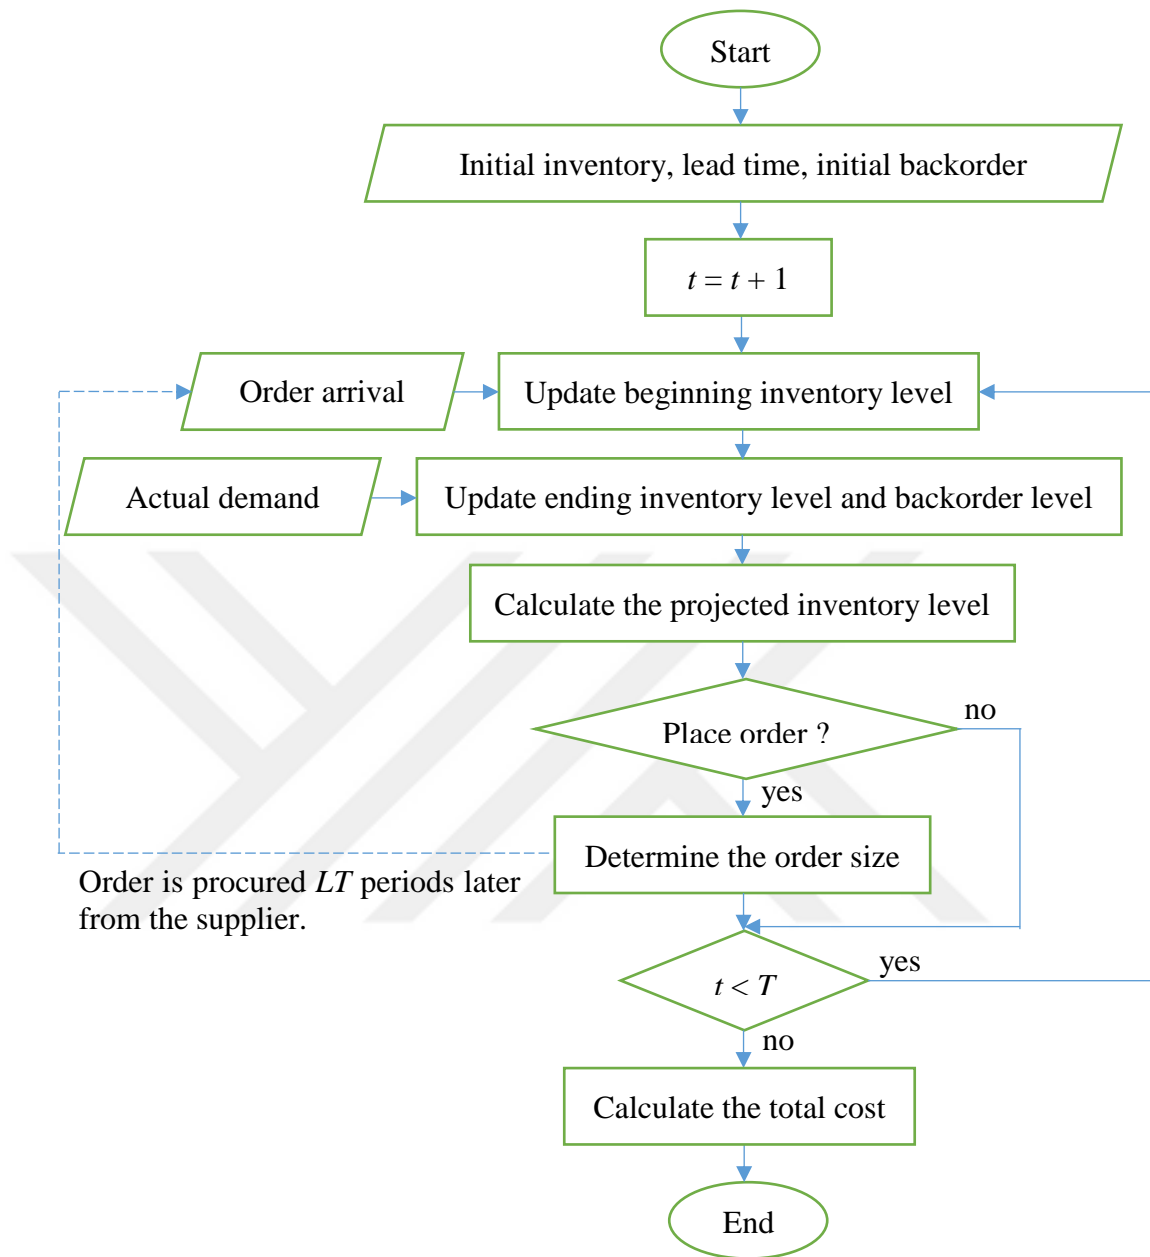 Start
Initial inventory, lead time, initial backorder
t = t + 1
Order arrival
Update beginning inventory level
Actual demand
Update ending inventory level and backorder level
Calculate the projected inventory level
no
Place order ?
yes
Determine the order size
Order is procured LT periods later
from the supplier.
yes
t < T
no
Calculate the total cost
End